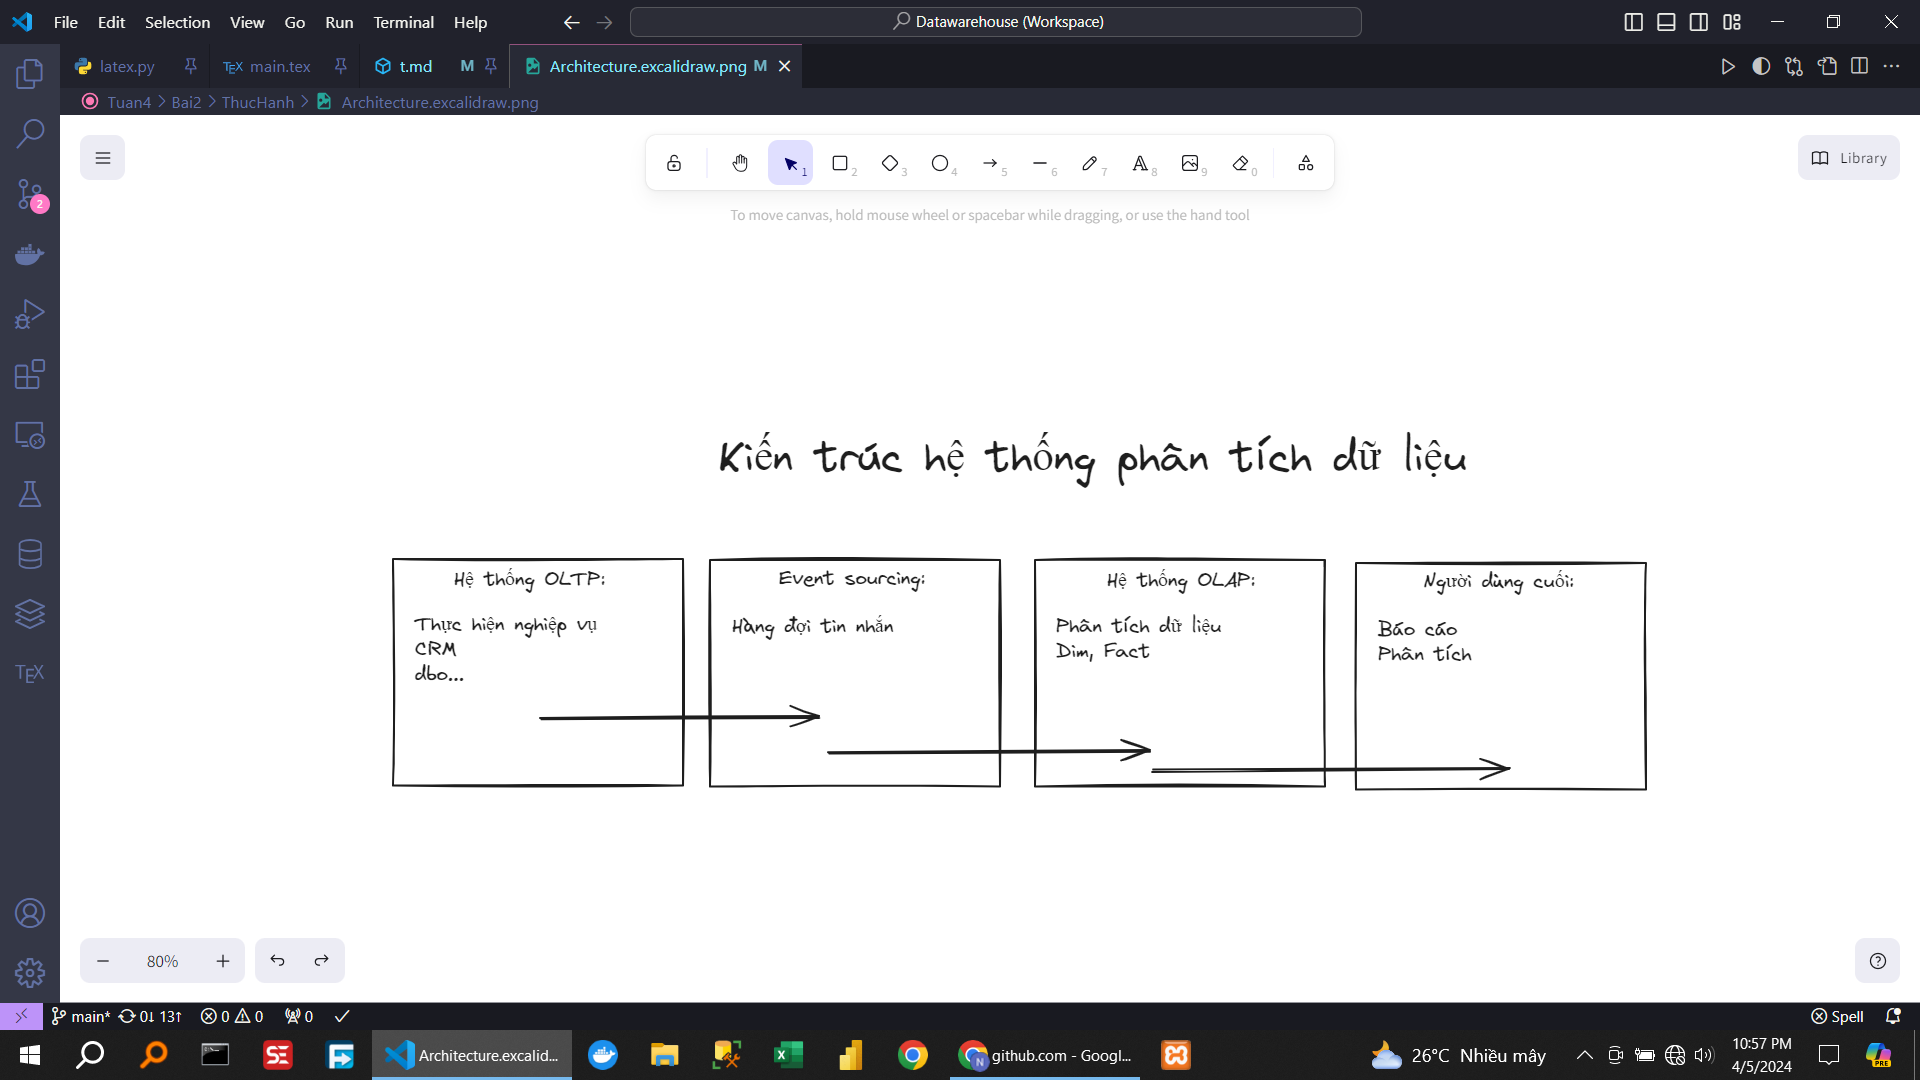 File Edit Selection View Go Run Terminal Help
Datawarehouse (Workspace)
latex.py
TEX main.tex
t.md M
Architecture.excalidraw.png M
Tuan4 > Bai2 > ThucHanh > Architecture.excalidraw.png
1 2 3 4 5 6 7 8 9 0
Library
To move canvas, hold mouse wheel or spacebar while dragging, or use the hand tool
2
TEX
Kiến trúc hệ thống phân tích dữ liệu
Hệ thống OLTP:
Thực hiện nghiệp vụ
CRM
dbo...
Event sourcing:
Hàng đợi tin nhắn
Hệ thống OLAP:
Phân tích dữ liệu
Dim, Fact
Người dùng cuối:
Báo cáo
Phân tích
80%
main* 0↓ 13↑ 0 0 0
Spell
SE
Architecture.excalid...
N
github.com - Googl...
26°C Nhiều mây
10:57 PM
4/5/2024
PRE